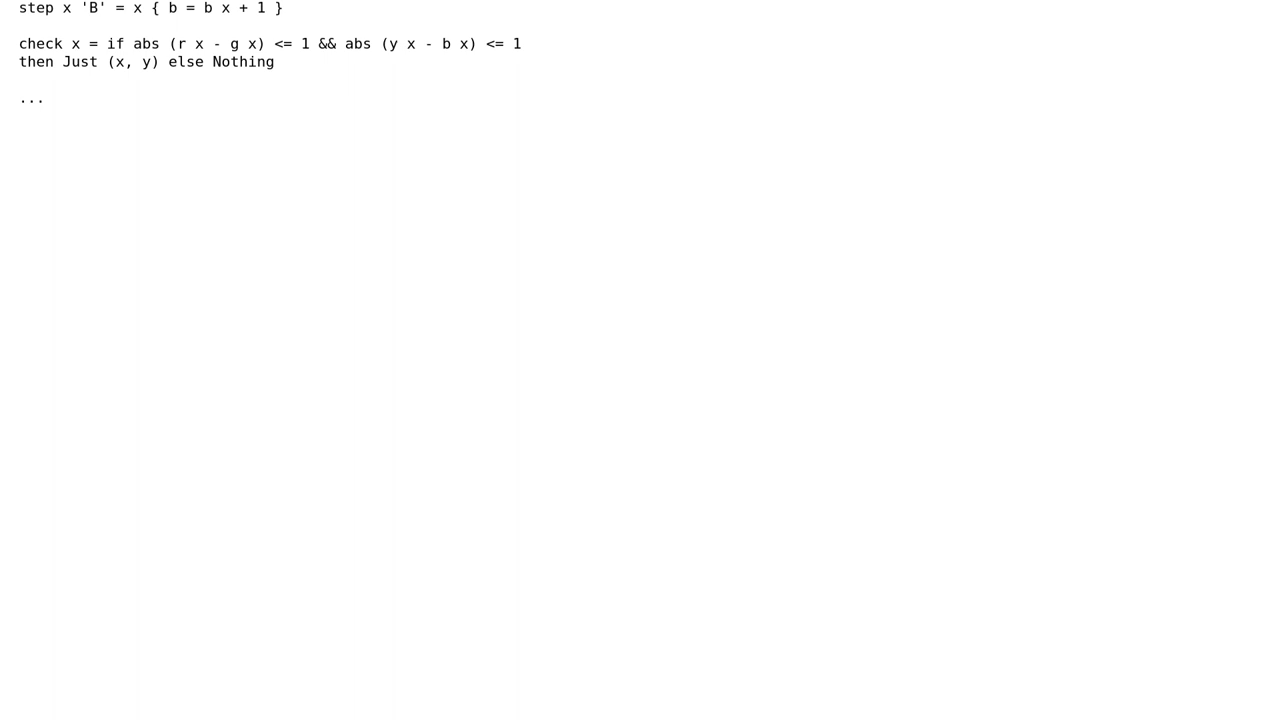 step x 'B' = x { b = b x + 1 }
check x = if abs (r x - g x) <= 1 && abs (y x - b x) <= 1
then Just (x, y) else Nothing
...